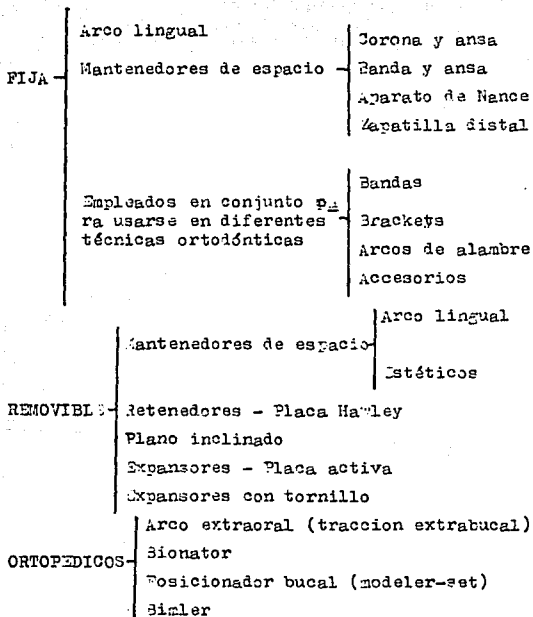 FIJA
Arco lingual
Mantenedores de espacio
Corona y ansa
Banda y ansa
Aparato de Nance
Zapatilla distal
Empleados en conjunto pa
ra usarse en diferentes
técnicas ortodónticas
Bandas
Brackets
Arcos de alambre
Accesorios
REMOVIBLE
Mantenedores de espacio
Arco lingual
Estéticos
Retenedores - Placa Hawley
Plano inclinado
Expansores - Placa activa
Expansores con tornillo
ORTOPEDICOS
Arco extraoral (traccion extrabucal)
Bionator
Posicionador bucal (modeler-set)
Bimler